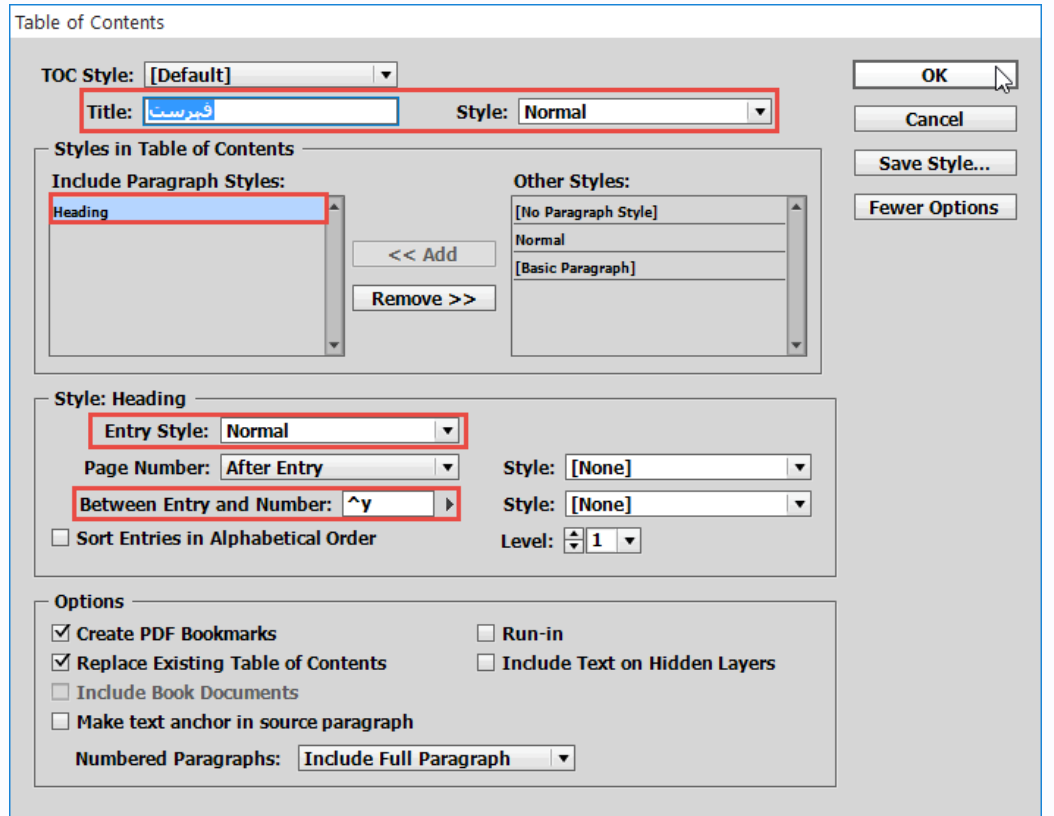 Table of Contents
TOC Style: [Default]
OK
Title: فهرست Style: Normal
Cancel
Styles in Table of Contents
Save Style...
Include Paragraph Styles: Other Styles:
Fewer Options
Heading
[No Paragraph Style]
Normal
<< Add
[Basic Paragraph]
Remove >>
Style: Heading
Entry Style: Normal
Page Number: After Entry Style: [None]
Between Entry and Number: ^y Style: [None]
Sort Entries in Alphabetical Order Level: 1
Options
Create PDF Bookmarks Run-in
Replace Existing Table of Contents Include Text on Hidden Layers
Include Book Documents
Make text anchor in source paragraph
Numbered Paragraphs: Include Full Paragraph